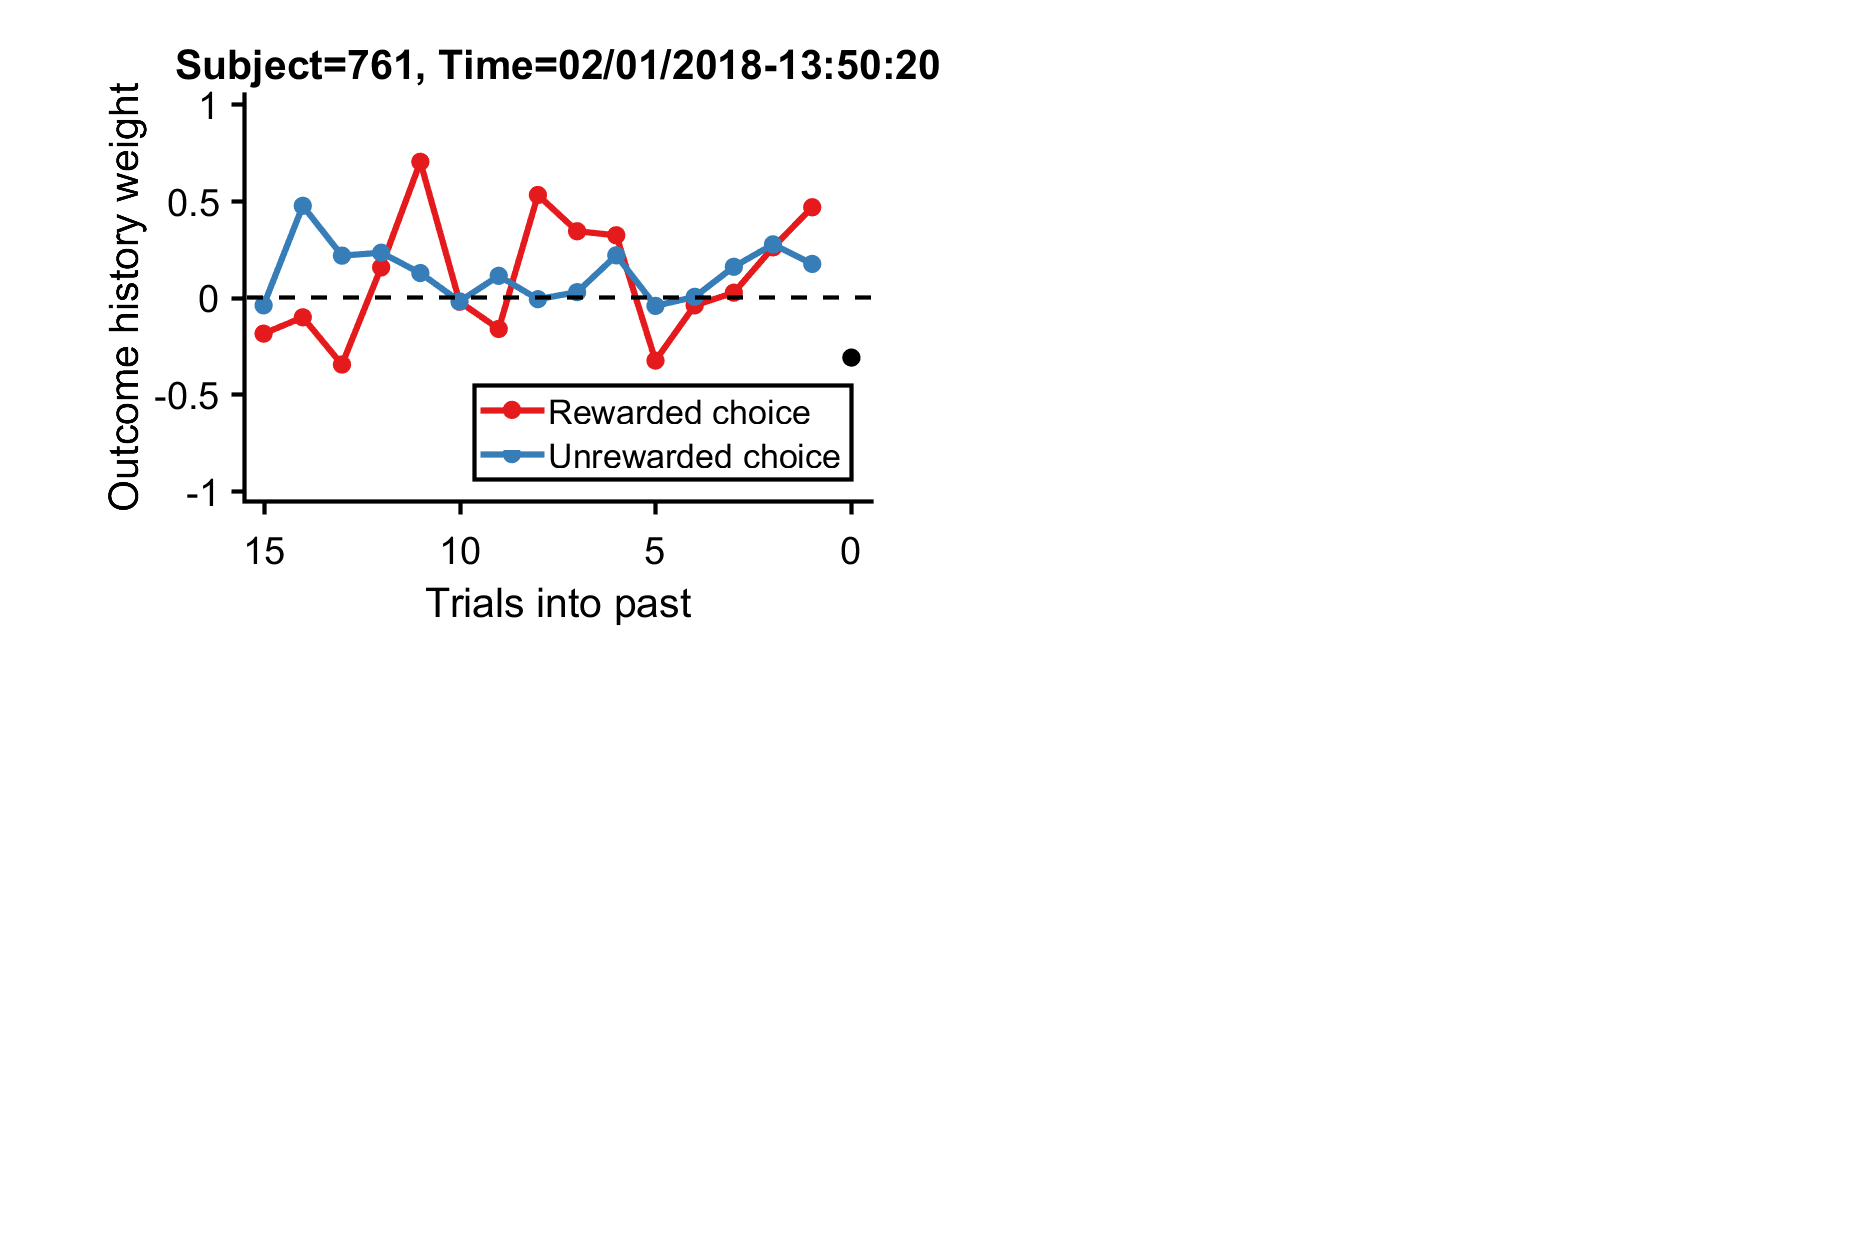 Subject=761, Time=02/01/2018-13:50:20
Outcome history weight
1
0.5
0
-0.5
-1
Rewarded choice
Unrewarded choice
15 10 5 0
Trials into past